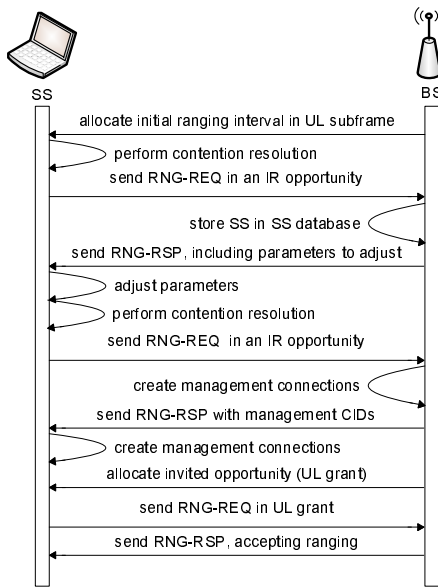 SS
BS
allocate initial ranging interval in UL subframe
perform contention resolution
send RNG-REQ in an IR opportunity
store SS in SS database
send RNG-RSP, including parameters to adjust
adjust parameters
perform contention resolution
send RNG-REQ in an IR opportunity
create management connections
send RNG-RSP with management CIDs
create management connections
allocate invited opportunity (UL grant)
send RNG-REQ in UL grant
send RNG-RSP, accepting ranging